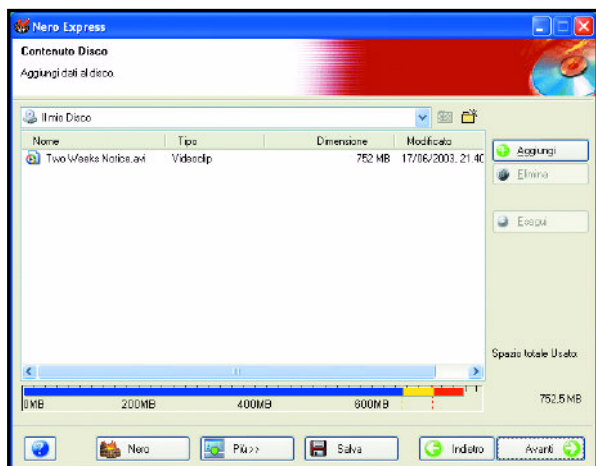 Nero Express
Contenuto Disco
Aggiungi dati al disco.
Il mio Disco
Nome Tipo Dimensione Modificato
Two Weeks Notice.avi Videoclip 752 MB 17/06/2003, 21.40
Aggiungi
Elimina
Esegui
Spazio totale Usato:
0MB 200MB 400MB 600MB
752,5 MB
Nero Più>> Salva Indietro Avanti